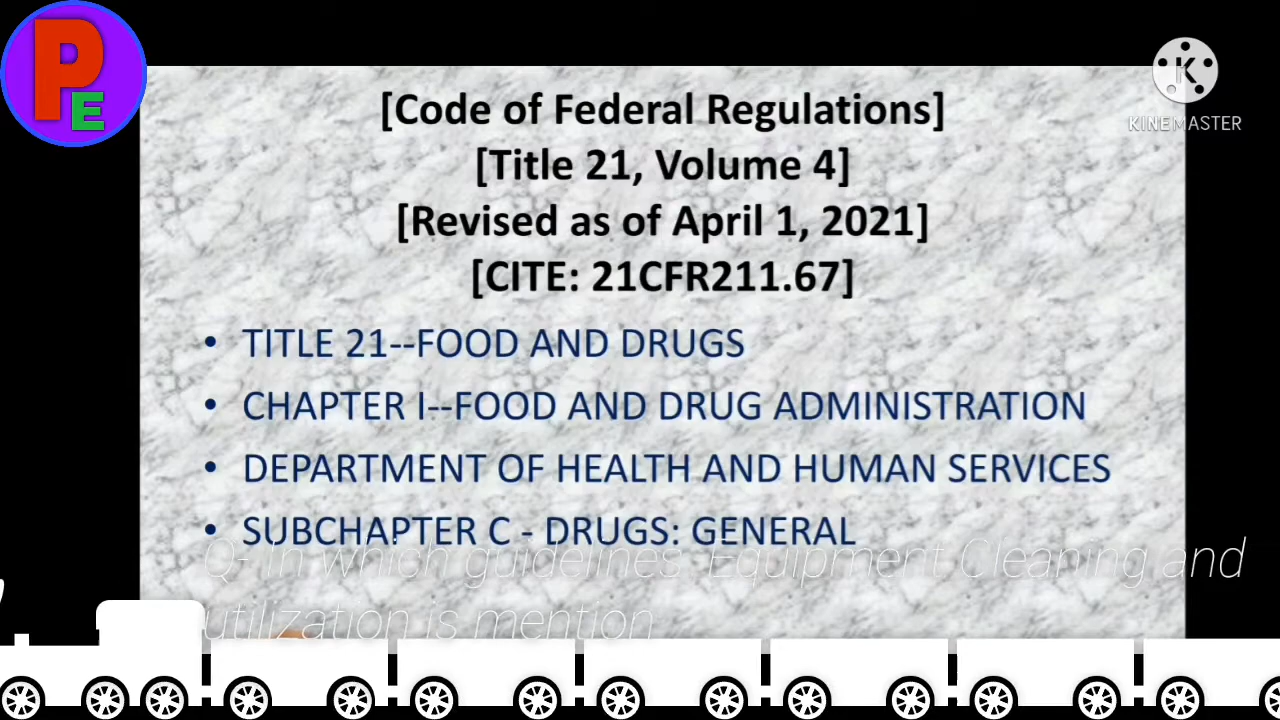 PE
[Code of Federal Regulations]
[Title 21, Volume 4]
[Revised as of April 1, 2021]
[CITE: 21CFR211.67]
K
KINEMASTER
• TITLE 21--FOOD AND DRUGS
• CHAPTER I--FOOD AND DRUG ADMINISTRATION
• DEPARTMENT OF HEALTH AND HUMAN SERVICES
• SUBCHAPTER C - DRUGS: GENERAL
Q- In which guidelines Equipment Cleaning and
utilization is mention